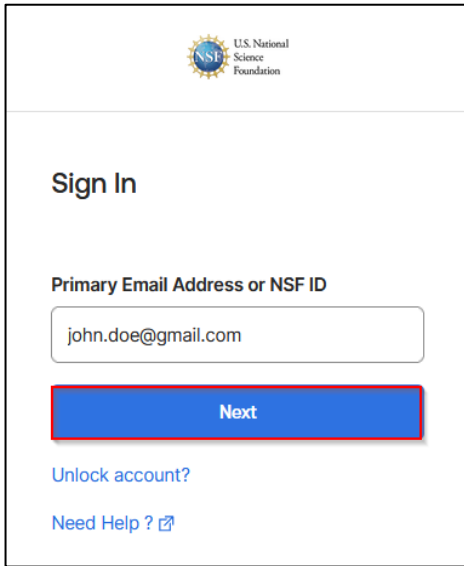 NSF
U.S. National
Science
Foundation
Sign In
Primary Email Address or NSF ID
john.doe@gmail.com
Next
Unlock account?
Need Help ?